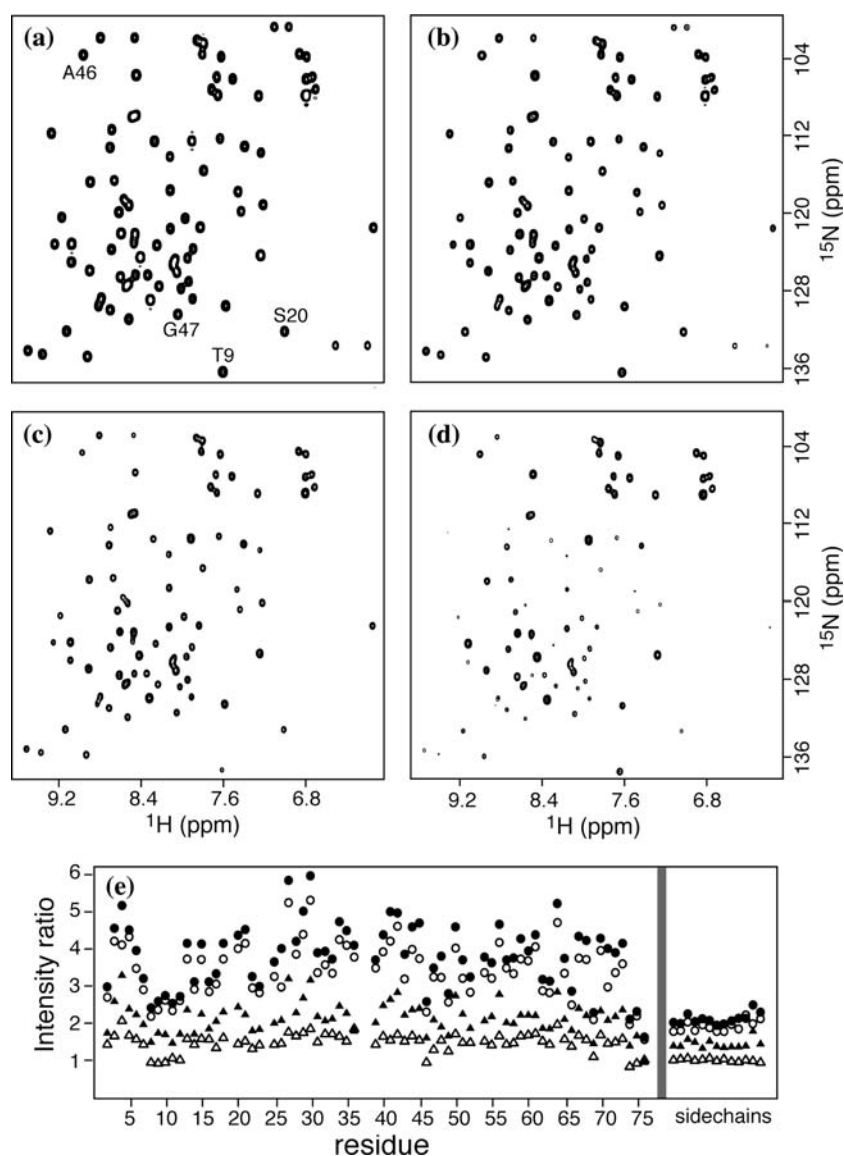 (a)
(b)
A46
G47
S20
T9
104
112
120
128
136
15N (ppm)
(c)
(d)
104
112
120
128
136
15N (ppm)
9.2 8.4 7.6 6.8
1H (ppm)
9.2 8.4 7.6 6.8
1H (ppm)
(e)
Intensity ratio
6
5
4
3
2
1
5 10 15 20 25 30 35 40 45 50 55 60 65 70 75 sidechains
residue